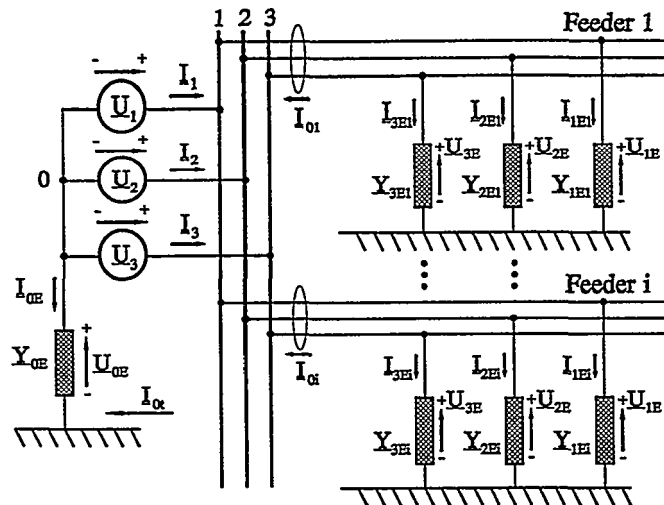 1 2 3 Feeder 1
- + I1
U1
I01
I3E1 I2E1 I1E1
- + I2
0 U2
+U3E +U2E +U1E
Y3E1 Y2E1 Y1E1
- - -
- + I3
U3
Feeder i
I0E
+
Y0E U0E
-
I0t
I0i
I3Ei I2Ei I1Ei
+U3E +U2E +U1E
Y3Ei Y2Ei Y1Ei
- - -